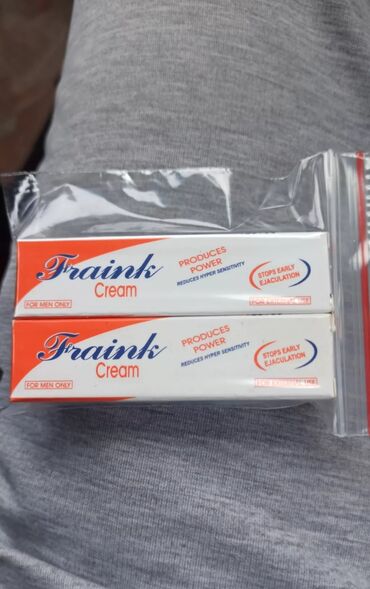 Fraink
Cream
FOR MEN ONLY
PRODUCES
POWER
REDUCES HYPER SENSITIVITY
STOPS EARLY
EJACULATION
Fraink
Cream
FOR MEN ONLY
PRODUCES
POWER
REDUCES HYPER SENSITIVITY
STOPS EARLY
EJACULATION
FOR EXTERNAL USE